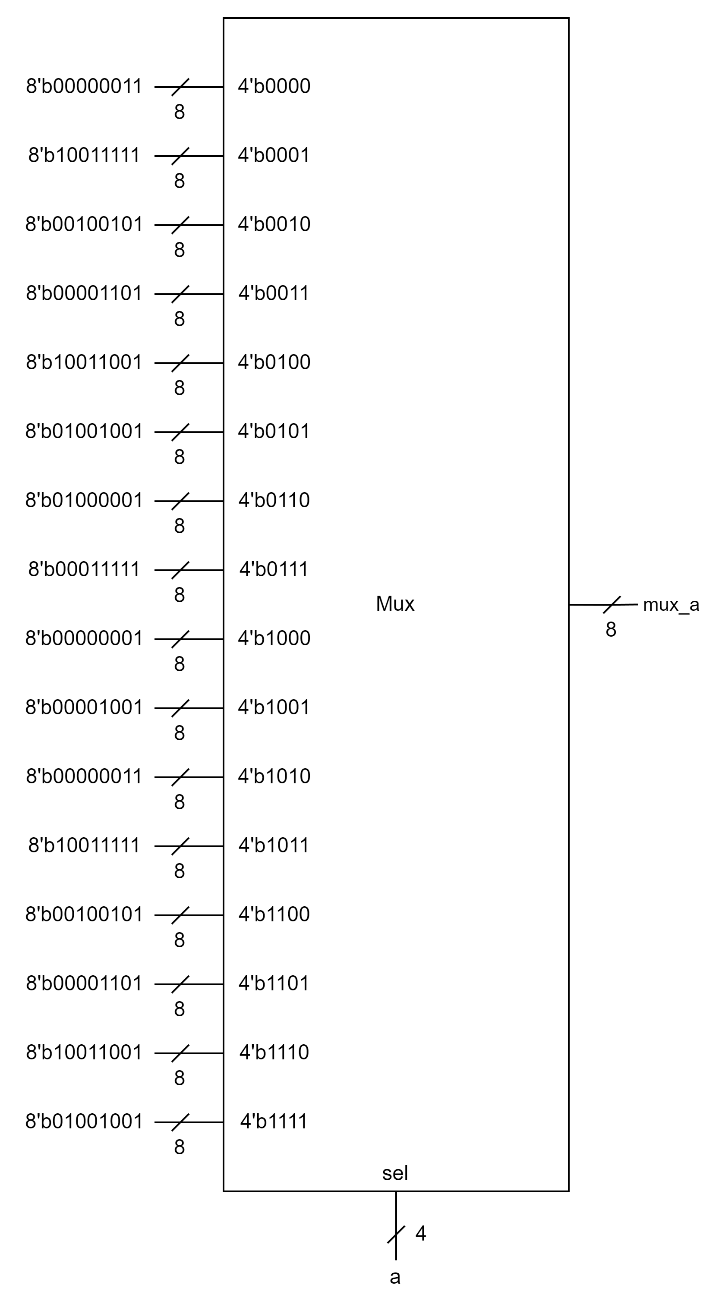 8'b00000011 8 4'b0000
8'b10011111 8 4'b0001
8'b00100101 8 4'b0010
8'b00001101 8 4'b0011
8'b10011001 8 4'b0100
8'b01001001 8 4'b0101
8'b01000001 8 4'b0110
8'b00011111 8 4'b0111
Mux 8 mux_a
8'b00000001 8 4'b1000
8'b00001001 8 4'b1001
8'b00000011 8 4'b1010
8'b10011111 8 4'b1011
8'b00100101 8 4'b1100
8'b00001101 8 4'b1101
8'b10011001 8 4'b1110
8'b01001001 8 4'b1111
sel
4
a